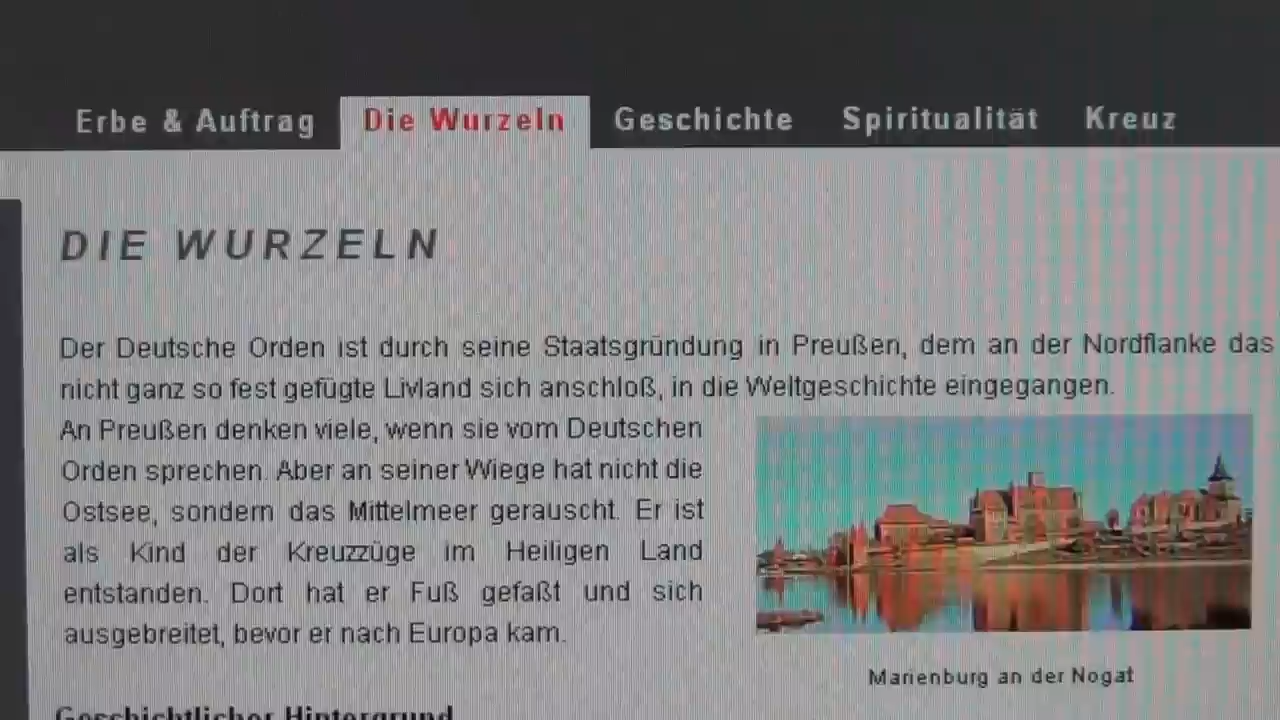 Erbe & Auftrag Die Wurzeln Geschichte Spiritualität Kreuz
DIE WURZELN
Der Deutsche Orden ist durch seine Staatsgründung in Preußen, dem an der Nordflanke das
nicht ganz so fest gefügte Livland sich anschloß, in die Weltgeschichte eingegangen.
An Preußen denken viele, wenn sie vom Deutschen
Orden sprechen. Aber an seiner Wiege hat nicht die
Ostsee, sondern das Mittelmeer gerauscht. Er ist
als Kind der Kreuzzüge im Heiligen Land
entstanden. Dort hat er Fuß gefaßt und sich
ausgebreitet, bevor er nach Europa kam.
Marienburg an der Nogat
Geschichtlicher Hintergrund